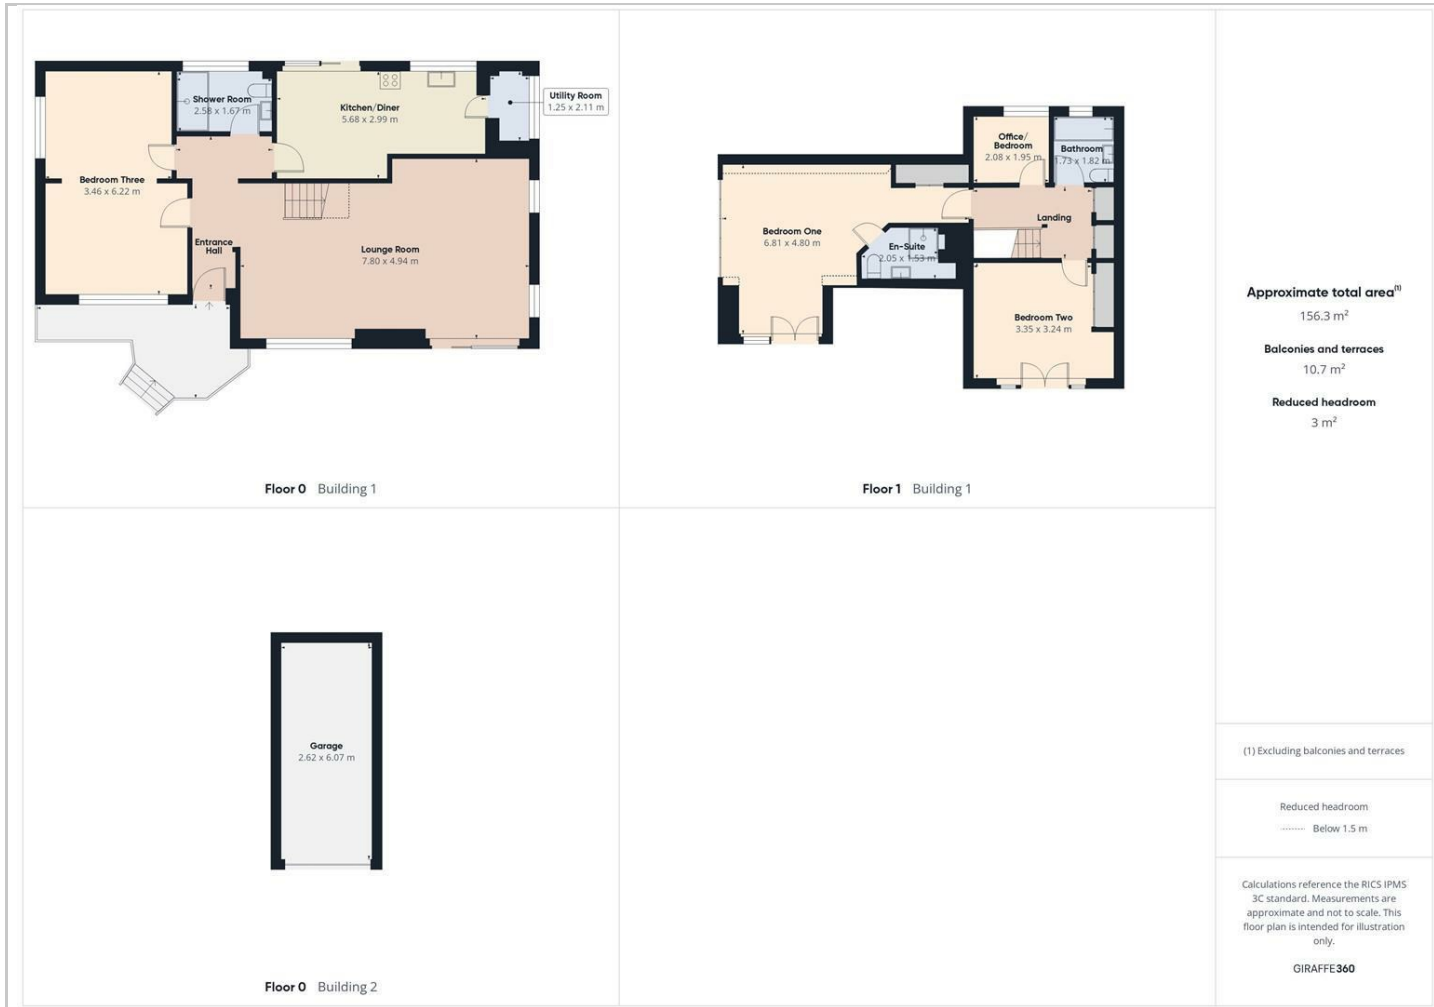 Shower Room
2.58 x 1.67 m
Kitchen/Diner
5.68 x 2.99 m
Utility Room
1.25 x 2.11 m
Bedroom Three
3.46 x 6.22 m
Entrance
Hall
Lounge Room
7.80 x 4.94 m
Floor 0 Building 1
Office/
Bedroom
2.08 x 1.95 m
Bathroom
1.73 x 1.82 m
Bedroom One
6.81 x 4.80 m
En-Suite
2.05 x 1.53 m
Landing
Bedroom Two
3.35 x 3.24 m
Floor 1 Building 1
Garage
2.62 x 6.07 m
Floor 0 Building 2
Approximate total area⁽¹⁾
156.3 m²
Balconies and terraces
10.7 m²
Reduced headroom
3 m²
(1) Excluding balconies and terraces
Reduced headroom
Below 1.5 m
Calculations reference the RICS IPMS
3C standard. Measurements are
approximate and not to scale. This
floor plan is intended for illustration
only.
GIRAFFE360